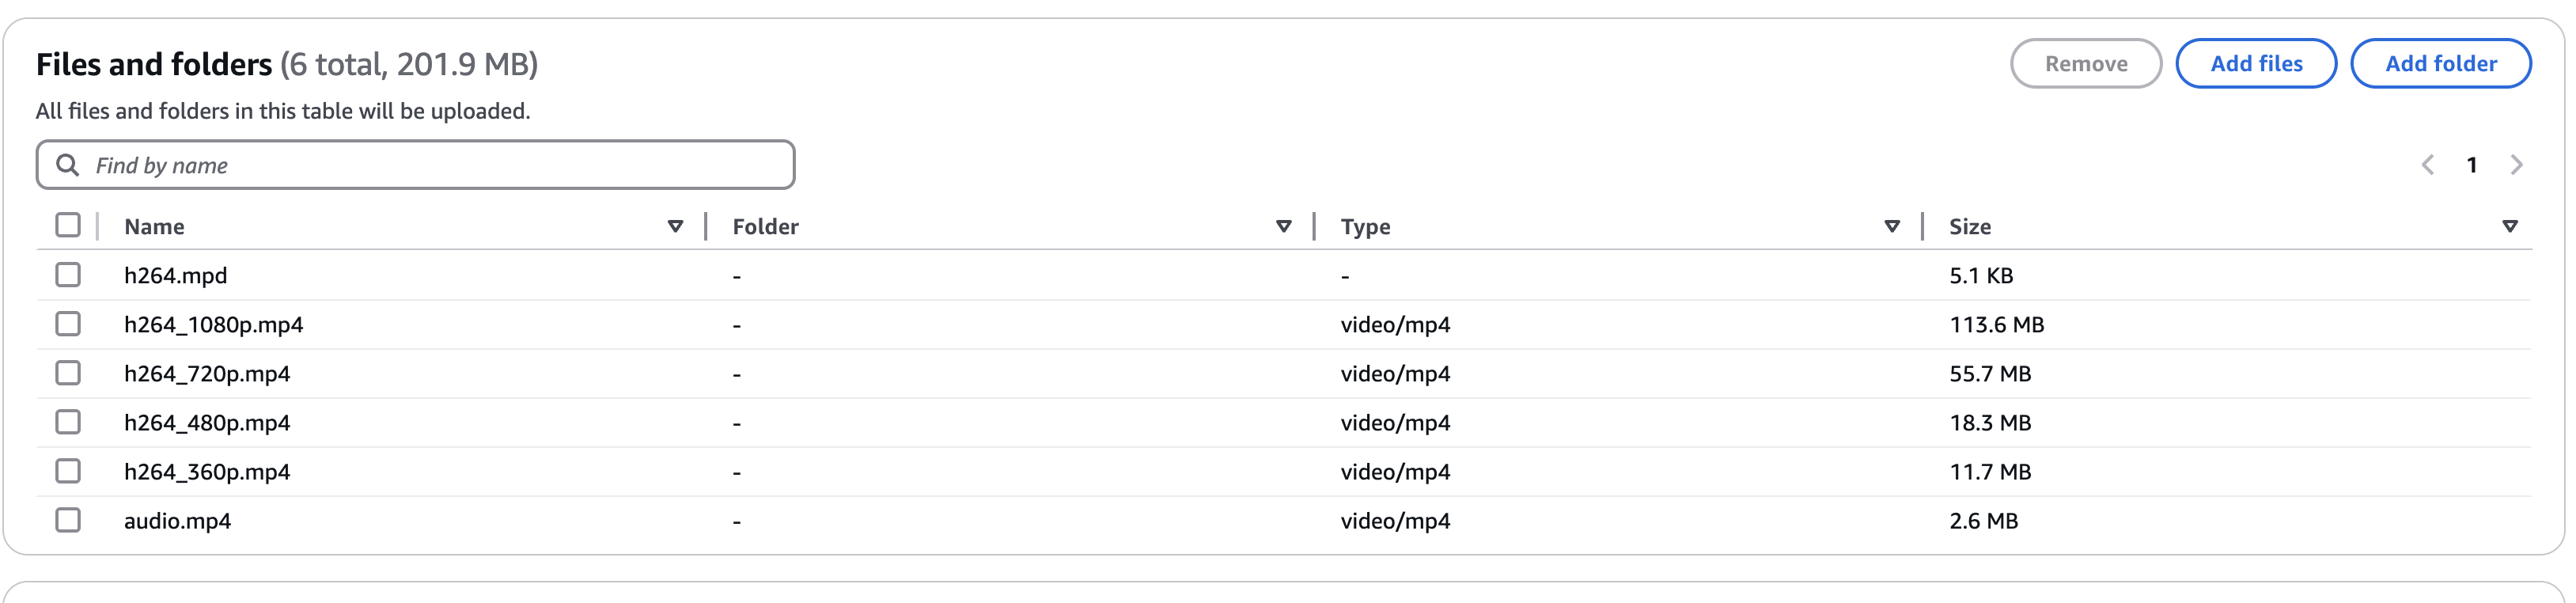 Files and folders (6 total, 201.9 MB)
Remove
Add files
Add folder
All files and folders in this table will be uploaded.
Find by name
1
Name Folder Type Size
h264.mpd - - 5.1 KB
h264_1080p.mp4 - video/mp4 113.6 MB
h264_720p.mp4 - video/mp4 55.7 MB
h264_480p.mp4 - video/mp4 18.3 MB
h264_360p.mp4 - video/mp4 11.7 MB
audio.mp4 - video/mp4 2.6 MB